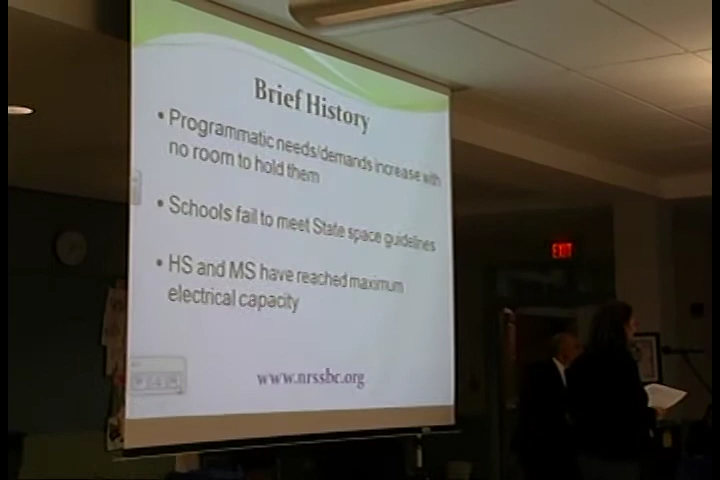 Brief History
• Programmatic needs/demands increase with
no room to hold them
• Schools fail to meet State space guidelines
• HS and MS have reached maximum
electrical capacity
www.nrssbc.org
EXIT